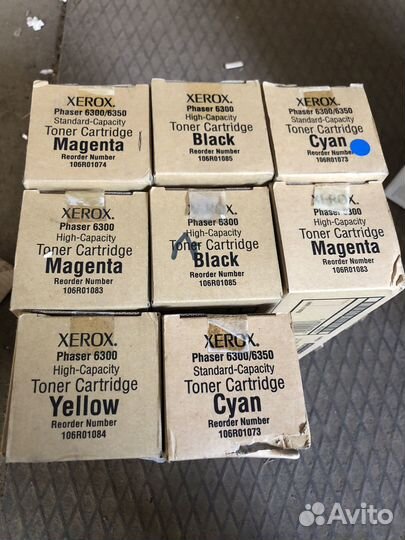 XEROX.
Phaser 6300/6350
Standard-Capacity
Toner Cartridge
Magenta
Reorder Number
106R01074
XEROX.
Phaser 6300
High-Capacity
Toner Cartridge
Black
Reorder Number
106R01085
XEROX.
Phaser 6300/6350
Standard-Capacity
Toner Cartridge
Cyan
Reorder Number
106R01073
XEROX.
Phaser 6300
High-Capacity
Toner Cartridge
Magenta
Reorder Number
106R01083
XEROX.
Phaser 6300
High-Capacity
Toner Cartridge
Black
Reorder Number
106R01085
XEROX.
Phaser 6300
High-Capacity
Toner Cartridge
Magenta
Reorder Number
106R01083
XEROX.
Phaser 6300
High-Capacity
Toner Cartridge
Yellow
Reorder Number
106R01084
XEROX.
Phaser 6300/6350
Standard-Capacity
Toner Cartridge
Cyan
Reorder Number
106R01073
Avito